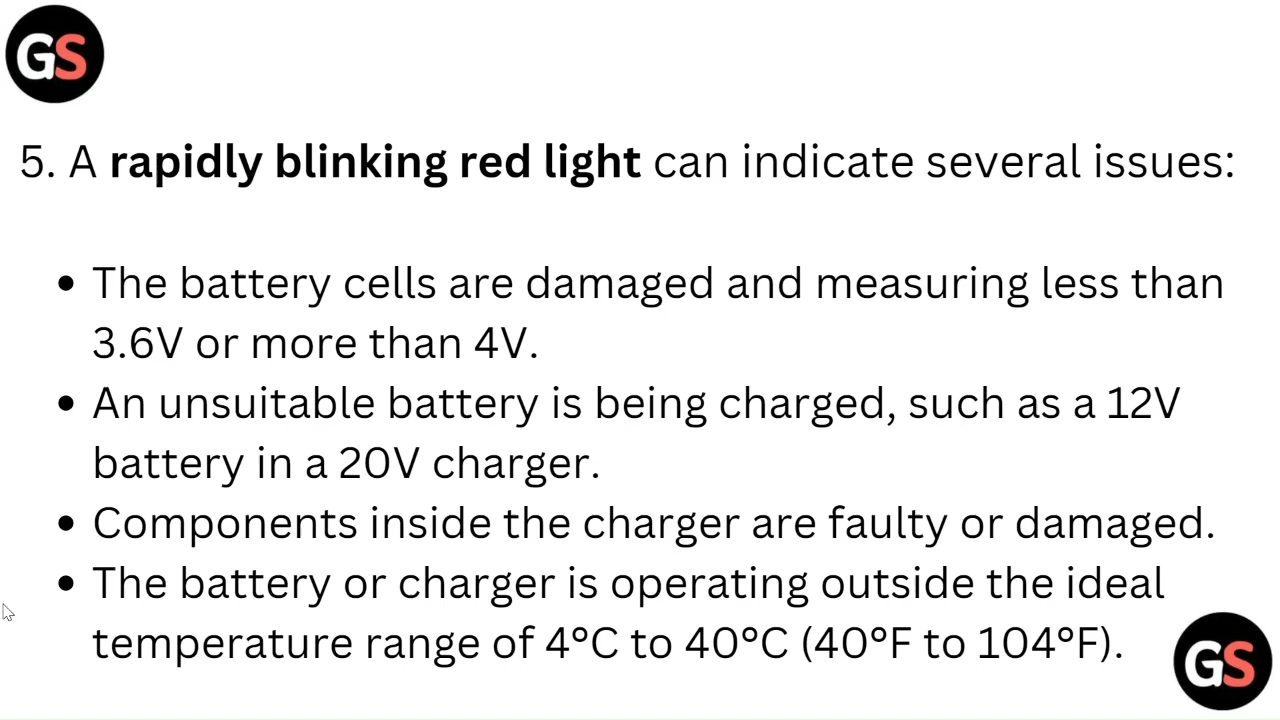 GS
5. A rapidly blinking red light can indicate several issues:
• The battery cells are damaged and measuring less than
3.6V or more than 4V.
• An unsuitable battery is being charged, such as a 12V
battery in a 20V charger.
• Components inside the charger are faulty or damaged.
• The battery or charger is operating outside the ideal
temperature range of 4°C to 40°C (40°F to 104°F).
GS